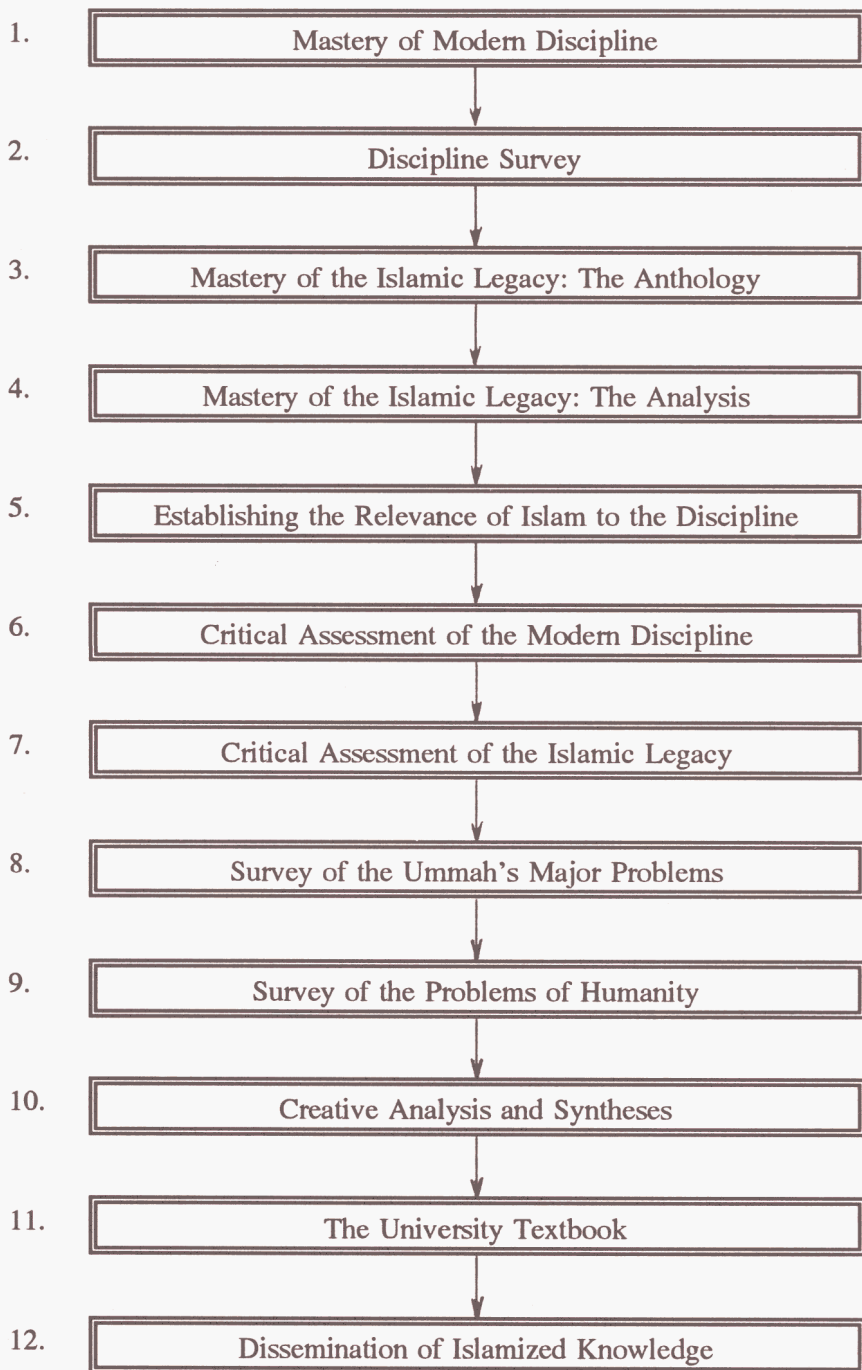 1. Mastery of Modern Discipline
2. Discipline Survey
3. Mastery of the Islamic Legacy: The Anthology
4. Mastery of the Islamic Legacy: The Analysis
5. Establishing the Relevance of Islam to the Discipline
6. Critical Assessment of the Modern Discipline
7. Critical Assessment of the Islamic Legacy
8. Survey of the Ummah's Major Problems
9. Survey of the Problems of Humanity
10. Creative Analysis and Syntheses
11. The University Textbook
12. Dissemination of Islamized Knowledge